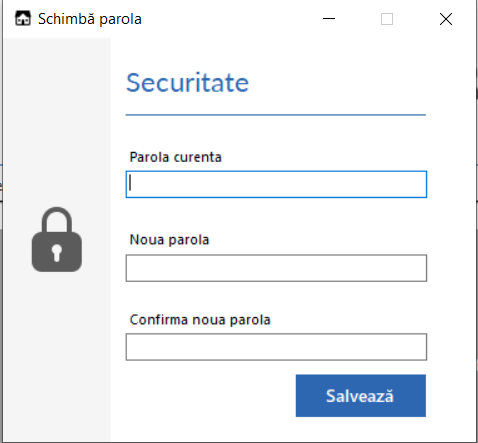 Schimbă parola
Securitate
Parola curenta
Noua parola
Confirma noua parola
Salvează